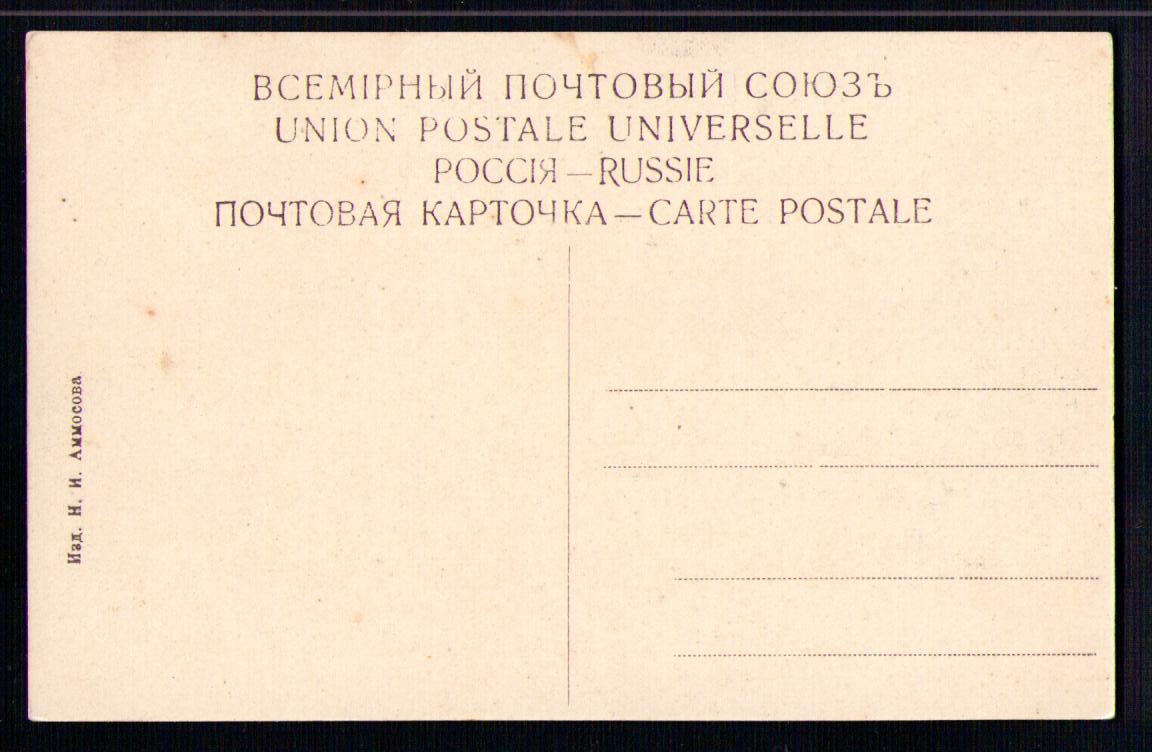 ВСЕМІРНЫЙ ПОЧТОВЫЙ СОЮЗЪ
UNION POSTALE UNIVERSELLE
РОССІЯ — RUSSIE
ПОЧТОВАЯ КАРТОЧКА — CARTE POSTALE
Изд. Н. И. Аммосова